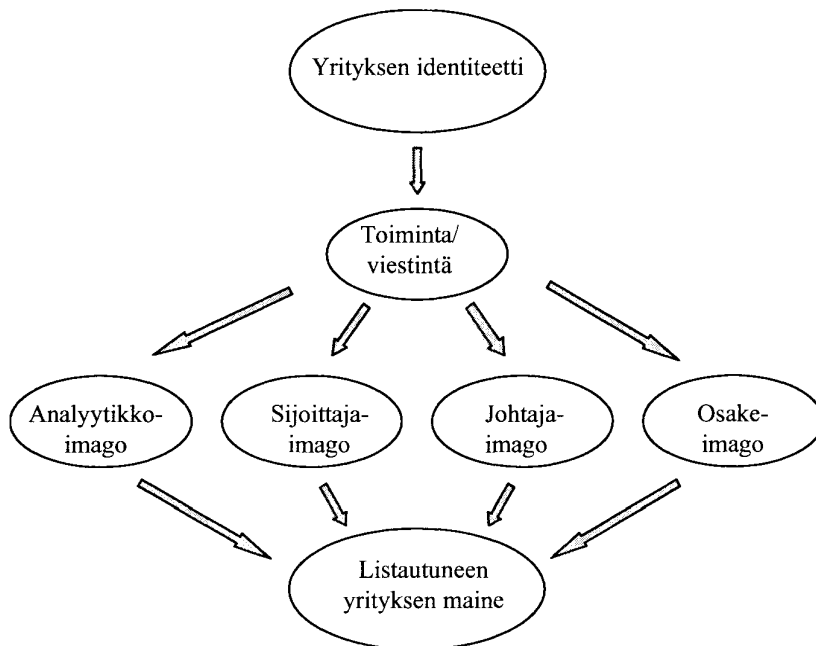 Yrityksen identiteetti
Toiminta/
viestintä
Analyytikko-
imago
Sijoittaja-
imago
Johtaja-
imago
Osake-
imago
Listautuneen
yrityksen maine